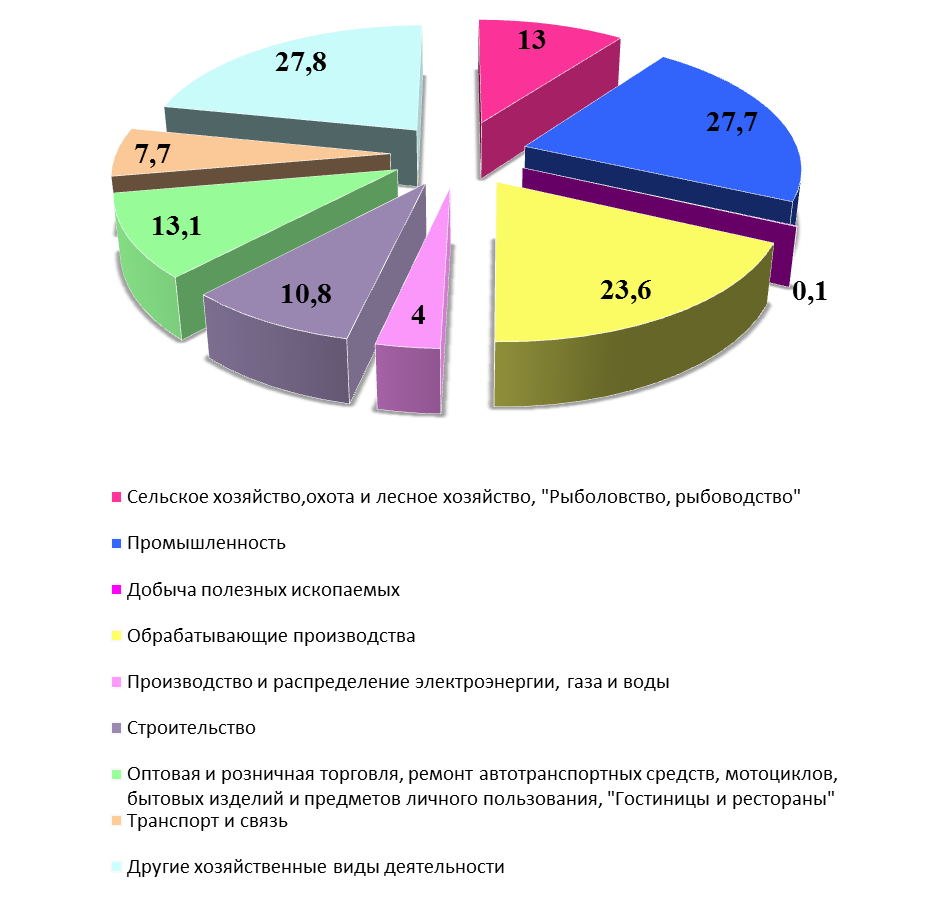 13
27,8
27,7
7,7
13,1
23,6
0,1
10,8
4
Сельское хозяйство,охота и лесное хозяйство, "Рыболовство, рыбоводство"
Промышленность
Добыча полезных ископаемых
Обрабатывающие производства
Производство и распределение электроэнергии, газа и воды
Строительство
Оптовая и розничная торговля, ремонт автотранспортных средств, мотоциклов,
бытовых изделий и предметов личного пользования, "Гостиницы и рестораны"
Транспорт и связь
Другие хозяйственные виды деятельности